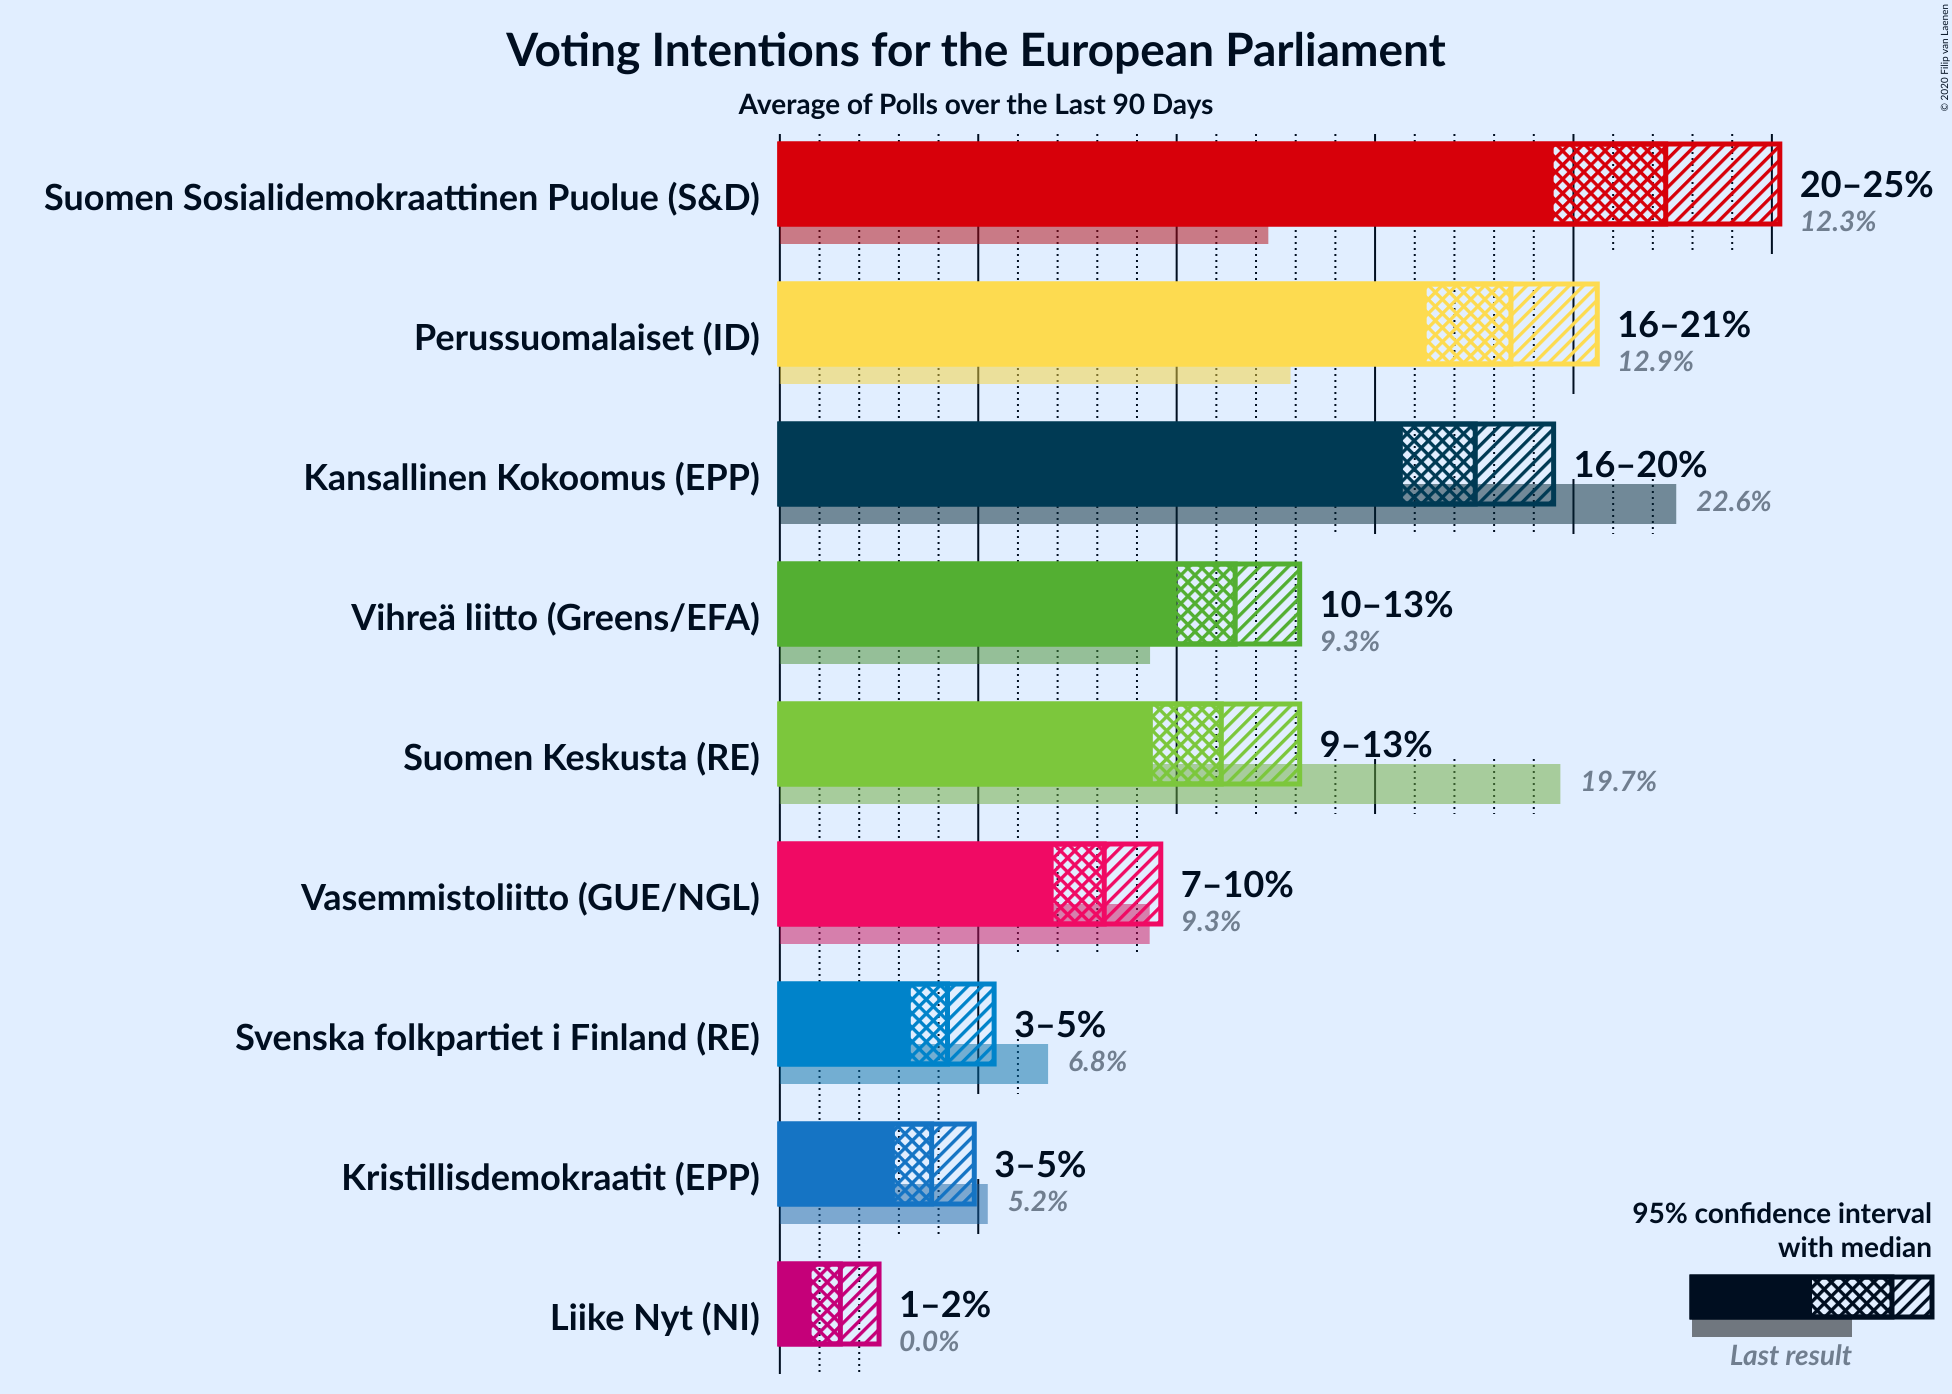 Voting Intentions for the European Parliament
Average of Polls over the Last 90 Days
© 2020 Filip van Laenen
Suomen Sosialidemokraattinen Puolue (S&D)
20–25%
12.3%
Perussuomalaiset (ID)
16–21%
12.9%
Kansallinen Kokoomus (EPP)
16–20%
22.6%
Vihreä liitto (Greens/EFA)
10–13%
9.3%
Suomen Keskusta (RE)
9–13%
19.7%
Vasemmistoliitto (GUE/NGL)
7–10%
9.3%
Svenska folkpartiet i Finland (RE)
3–5%
6.8%
Kristillisdemokraatit (EPP)
3–5%
5.2%
Liike Nyt (NI)
1–2%
0.0%
95% confidence interval
with median
Last result